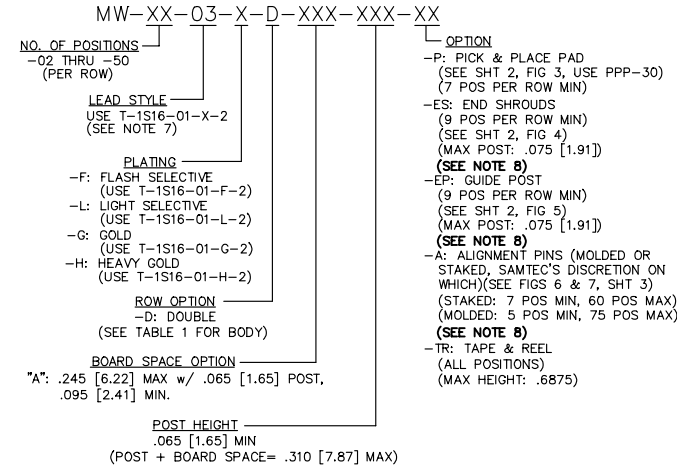 MW-XX-03-X-D-XXX-XXX-XX
NO. OF POSITIONS
-02 THRU -50
(PER ROW)
LEAD STYLE
USE T-1S16-01-X-2
(SEE NOTE 7)
PLATING
-F: FLASH SELECTIVE
(USE T-1S16-01-F-2)
-L: LIGHT SELECTIVE
(USE T-1S16-01-L-2)
-G: GOLD
(USE T-1S16-01-G-2)
-H: HEAVY GOLD
(USE T-1S16-01-H-2)
ROW OPTION
-D: DOUBLE
(SEE TABLE 1 FOR BODY)
BOARD SPACE OPTION
"A": .245 [6.22] MAX w/ .065 [1.65] POST,
.095 [2.41] MIN.
POST HEIGHT
.065 [1.65] MIN
(POST + BOARD SPACE= .310 [7.87] MAX)
OPTION
-P: PICK & PLACE PAD
(SEE SHT 2, FIG 3, USE PPP-30)
(7 POS PER ROW MIN)
-ES: END SHROUDS
(9 POS PER ROW MIN)
(SEE SHT 2, FIG 4)
(MAX POST: .075 [1.91])
(SEE NOTE 8)
-EP: GUIDE POST
(9 POS PER ROW MIN)
(SEE SHT 2, FIG 5)
(MAX POST: .075 [1.91])
(SEE NOTE 8)
-A: ALIGNMENT PINS (MOLDED OR
STAKED, SAMTEC'S DISCRETION ON
WHICH)(SEE FIGS 6 & 7, SHT 3)
(STAKED: 7 POS MIN, 60 POS MAX)
(MOLDED: 5 POS MIN, 75 POS MAX)
(SEE NOTE 8)
-TR: TAPE & REEL
(ALL POSITIONS)
(MAX HEIGHT: .6875)